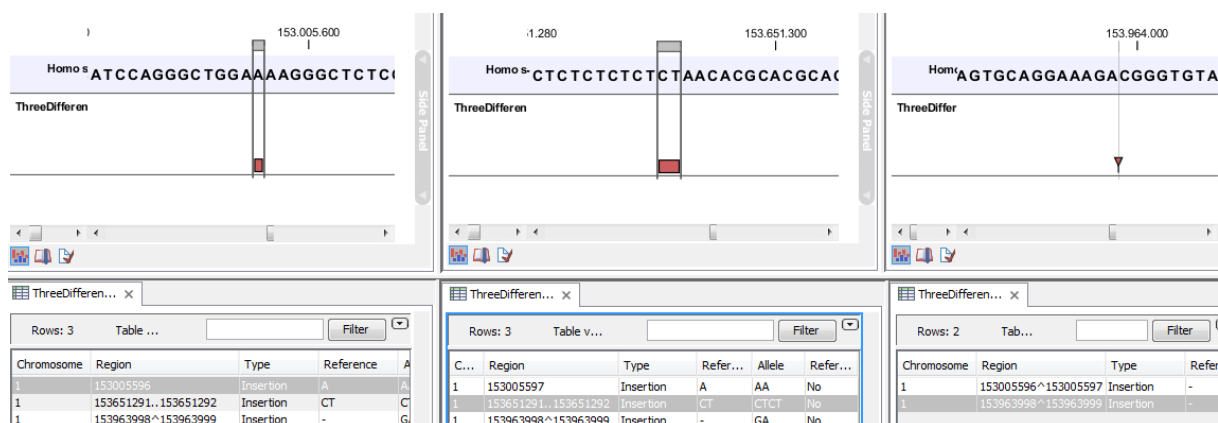 153.005.600
Homo s ATCCAGGGCTGGAAAAGGGCTCTC
ThreeDifferen
Side Panel
Rows: 3 Table ... Filter
Chromosome Region Type Reference A
1 153005596 Insertion A
1 153651291..153651292 Insertion CT
1 153963998^153963999 Insertion -
1.280 153.651.300
Homo s- CTCTCTCTCTCTAACACGCACGCAC
ThreeDifferen
Side Panel
ThreeDifferen...
Rows: 3 Table v... Filter
C... Region Type Refer... Allele Refer...
1 153005597 Insertion A AA No
1 153651291..153651292 Insertion CT CTCT No
1 153963998^153963999 Insertion - GA No
153.964.000
Hom AGTGCAGGAAAGACGGGTGTA
ThreeDiffer
ThreeDifferen...
Rows: 2 Tab... Filter
Chromosome Region Type Refer
1 153005596^153005597 Insertion -
1 153963998^153963999 Insertion -
ThreeDifferen...